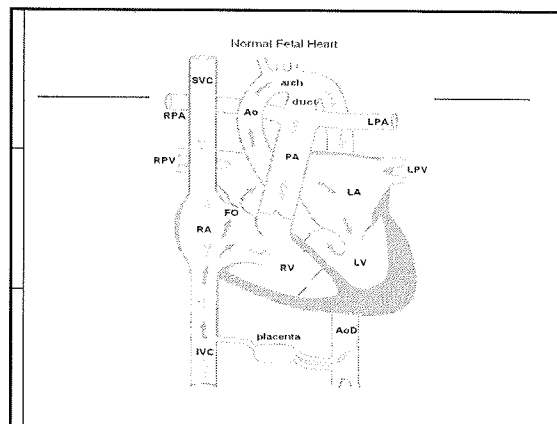 Normal Fetal Heart
SVC
arch
duct
RPA
Ao
LPA
RPV
PA
LPV
LA
FO
RA
RV
LV
placenta
AoD
IVC